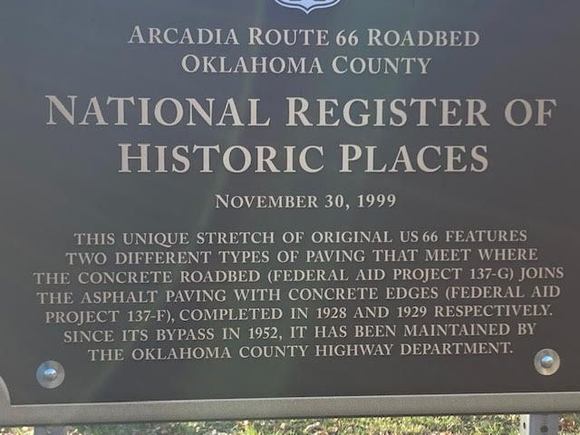 ARCADIA ROUTE 66 ROADBED
OKLAHOMA COUNTY
NATIONAL REGISTER OF
HISTORIC PLACES
NOVEMBER 30, 1999
THIS UNIQUE STRETCH OF ORIGINAL US 66 FEATURES
TWO DIFFERENT TYPES OF PAVING THAT MEET WHERE
THE CONCRETE ROADBED (FEDERAL AID PROJECT 137-G) JOINS
THE ASPHALT PAVING WITH CONCRETE EDGES (FEDERAL AID
PROJECT 137-F), COMPLETED IN 1928 AND 1929 RESPECTIVELY.
SINCE ITS BYPASS IN 1952, IT HAS BEEN MAINTAINED BY
THE OKLAHOMA COUNTY HIGHWAY DEPARTMENT.